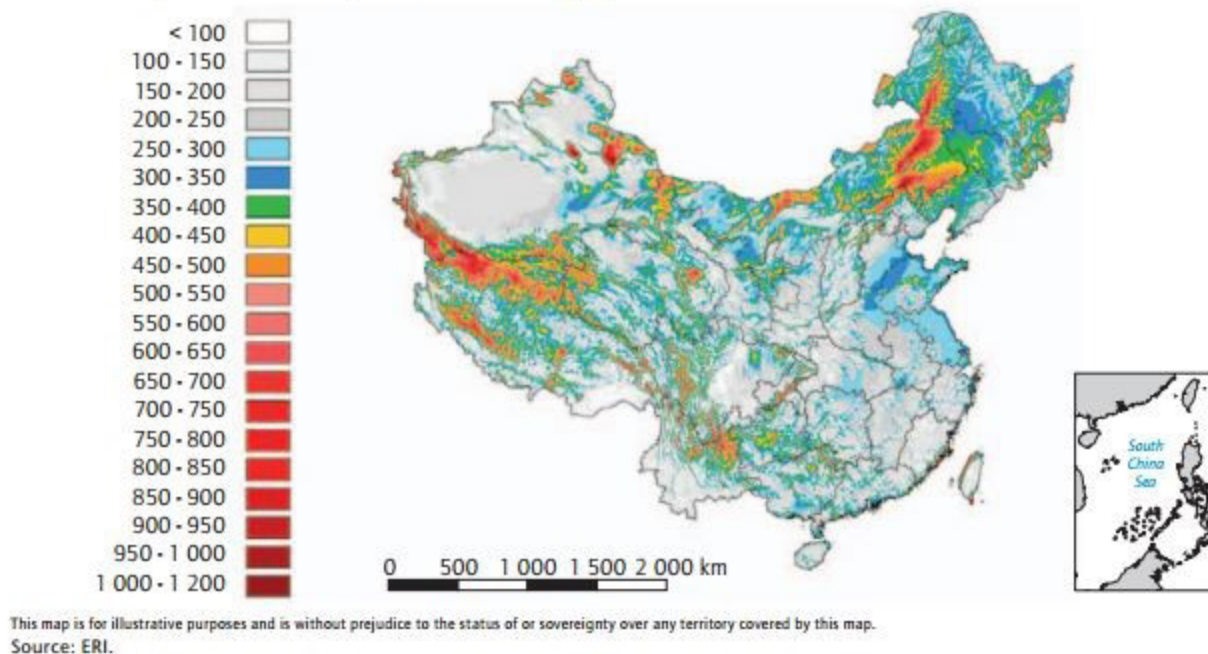 < 100
100 - 150
150 - 200
200 - 250
250 - 300
300 - 350
350 - 400
400 - 450
450 - 500
500 - 550
550 - 600
600 - 650
650 - 700
700 - 750
750 - 800
800 - 850
850 - 900
900 - 950
950 - 1 000
1 000 - 1 200
0 500 1 000 1 500 2 000 km
South
China
Sea
This map is for illustrative purposes and is without prejudice to the status of or sovereignty over any territory covered by this map.
Source: ERI.